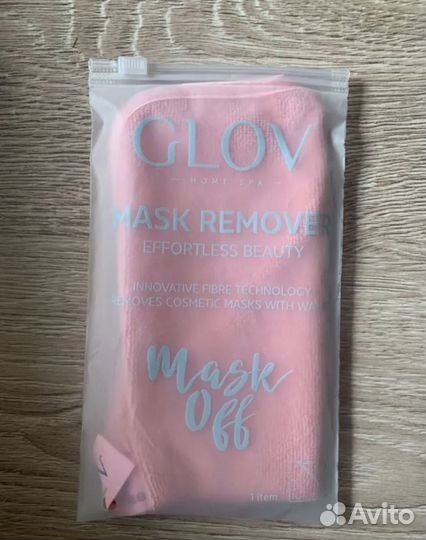 GLOV
HOME SPA
MASK REMOVER
EFFORTLESS BEAUTY
INNOVATIVE FIBRE TECHNOLOGY
REMOVES COSMETIC MASKS WITH
Mask
Off
1 item
Avito